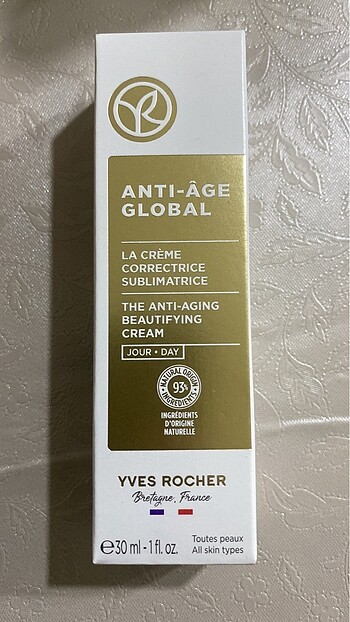 ANTI-ÂGE
GLOBAL
LA CRÈME
CORRECTRICE
SUBLIMATRICE
THE ANTI-AGING
BEAUTIFYING
CREAM
JOUR • DAY
NATURAL ORIGIN
93%
INGREDIENTS
INGRÉDIENTS
D'ORIGINE
NATURELLE
YVES ROCHER
Bretagne, France
e30 ml - 1 fl. oz.
Toutes peaux
All skin types